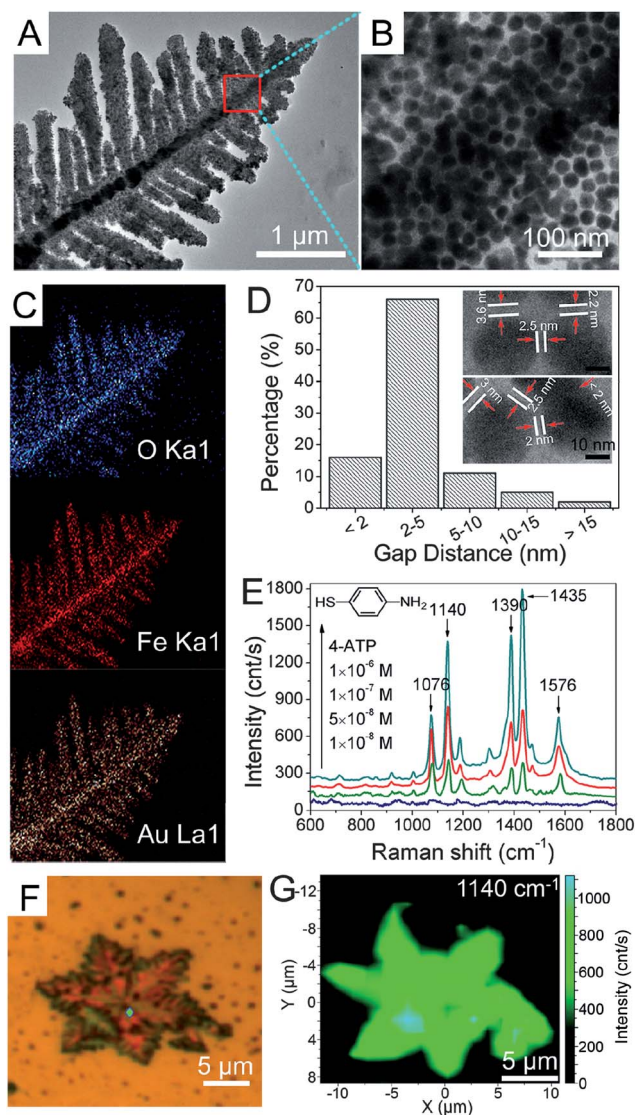 A
1 μm
B
100 nm
C
O Ka1
Fe Ka1
Au La1
D
70
60
50
40
30
20
10
0
Percentage (%)
< 2
2-5
5-10
10-15
> 15
Gap Distance (nm)
3.6 nm
2.5 nm
2.2 nm
3 nm
2.5 nm
2 nm
< 2 nm
10 nm
E
1800
1500
1200
900
600
300
0
Intensity (cnt/s)
HS
NH₂
4-ATP
1×10⁻⁶ M
1×10⁻⁷ M
5×10⁻⁸ M
1×10⁻⁸ M
1076
1140
1390
1435
1576
600 800 1000 1200 1400 1600 1800
Raman shift (cm⁻¹)
F
5 μm
G
1140 cm⁻¹
-12
-8
-4
0
4
8
Y (μm)
-10 -5 0 5 10
X (μm)
5 μm
1000
800
600
400
200
0
Intensity (cnt/s)